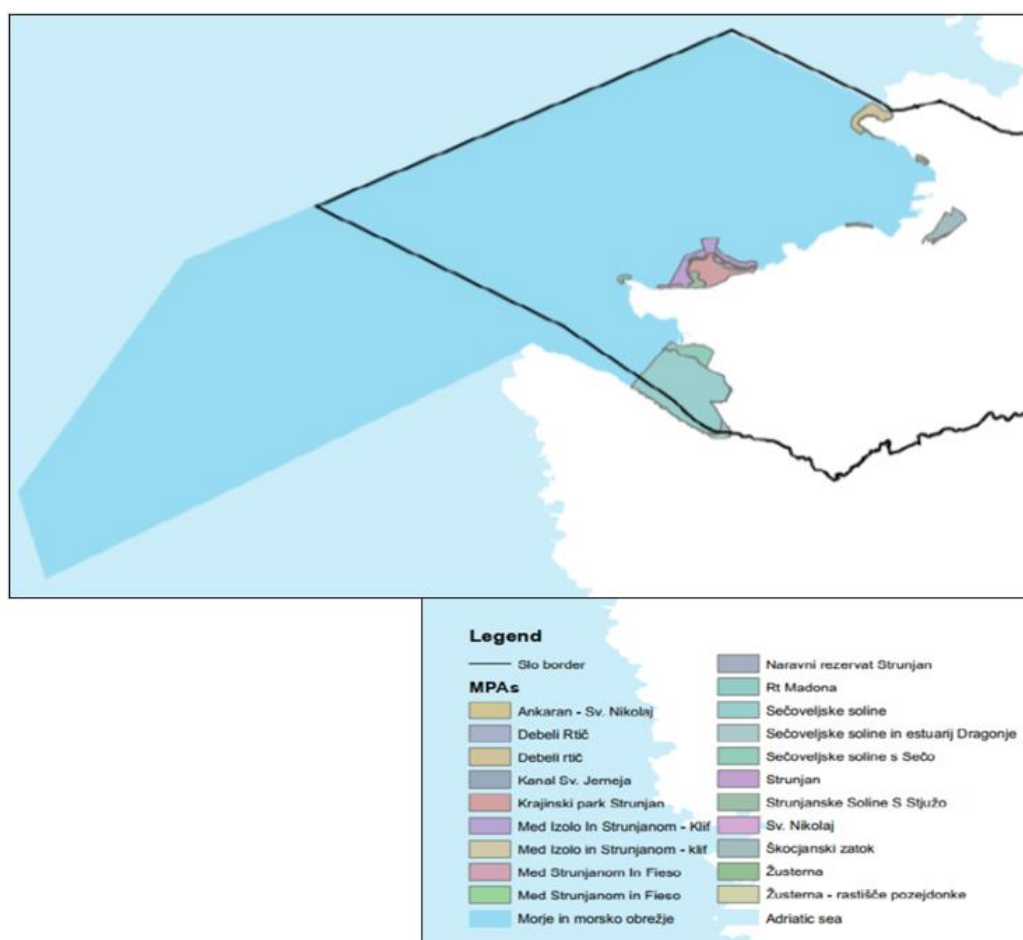 Legend
Slo border
MPAs
Ankaran - Sv. Nikolaj
Debeli Rtič
Debeli rtič
Kanal Sv. Jerneja
Krajinski park Strunjan
Med Izolo In Strunjanom - Klif
Med Izolo in Strunjanom - klif
Med Strunjanom In Fieso
Med Strunjanom in Fieso
Morje in morsko obrežje
Naravni rezervat Strunjan
Rt Madona
Sečoveljske soline
Sečoveljske soline in estuarij Dragonje
Sečoveljske soline s Sečo
Strunjan
Strunjanske Soline S Stjužo
Sv. Nikolaj
Škocjanski zatok
Žusterna
Žusterna - rastišče pozejdonke
Adriatic sea